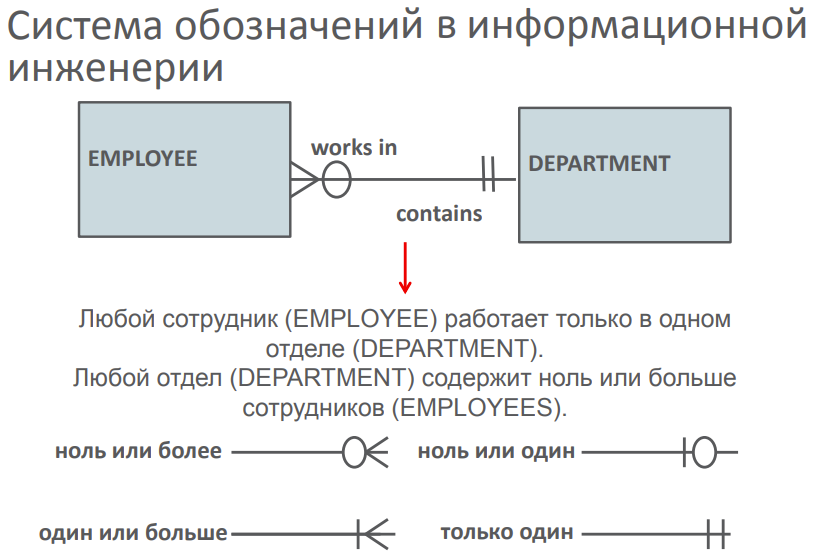 Система обозначений в информационной
инженерии
EMPLOYEE
works in
DEPARTMENT
contains
Любой сотрудник (EMPLOYEE) работает только в одном
отделе (DEPARTMENT).
Любой отдел (DEPARTMENT) содержит ноль или больше
сотрудников (EMPLOYEES).
ноль или более
ноль или один
один или больше
только один